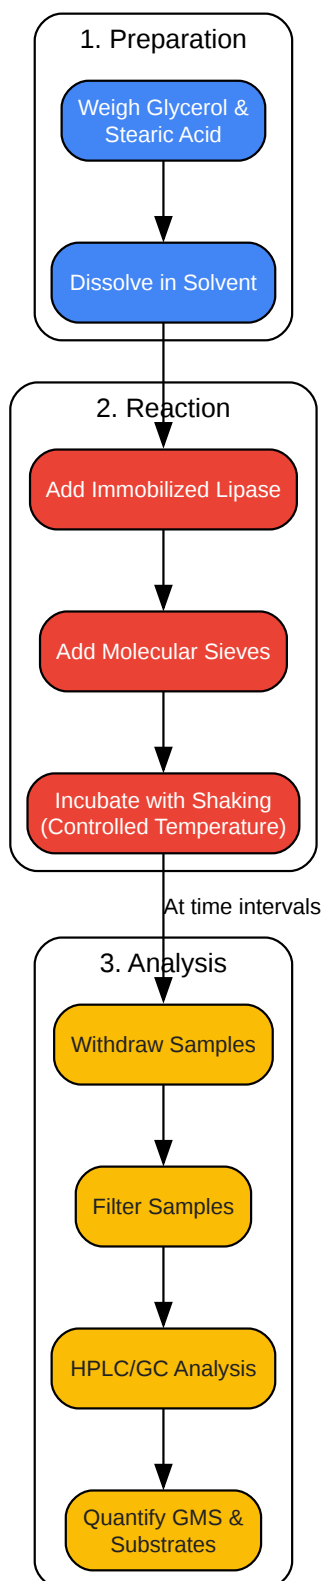 1. Preparation
Weigh Glycerol &
Stearic Acid
Dissolve in Solvent
2. Reaction
Add Immobilized Lipase
Add Molecular Sieves
Incubate with Shaking
(Controlled Temperature)
At time intervals
3. Analysis
Withdraw Samples
Filter Samples
HPLC/GC Analysis
Quantify GMS &
Substrates